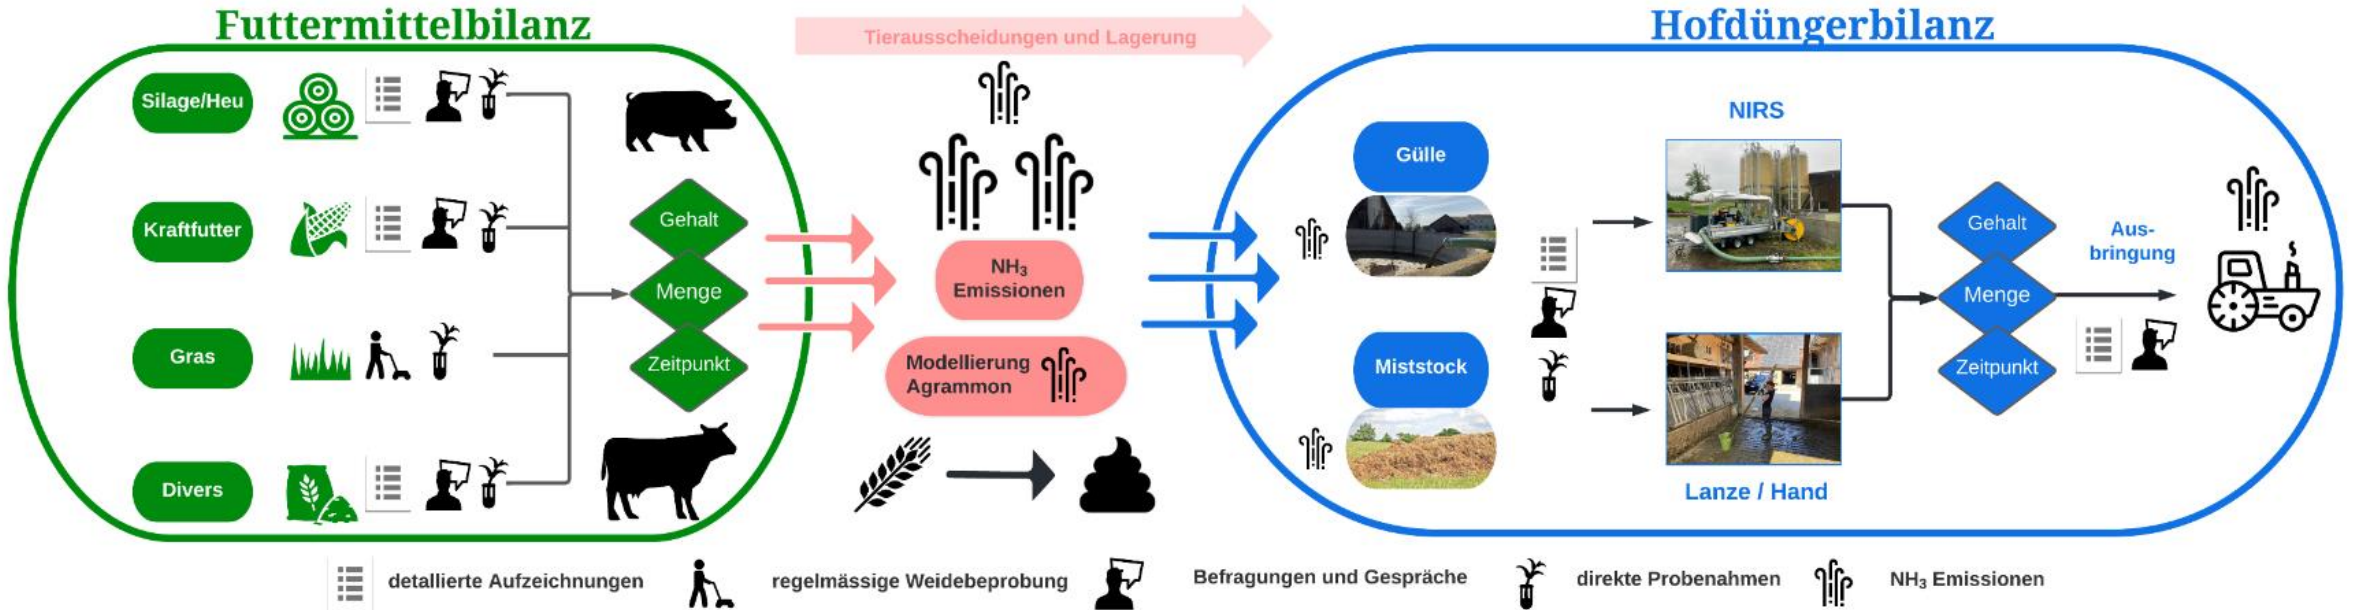 Futtermittelbilanz
Tierausscheidungen und Lagerung
Hofdüngerbilanz
Silage/Heu
Kraftfutter
Gras
Divers
Gehalt
Menge
Zeitpunkt
NH₃
Emissionen
Modellierung
Agrammon
Gülle
Miststock
NIRS
Lanze / Hand
Gehalt
Menge
Zeitpunkt
Aus-
bringung
detallierte Aufzeichnungen
regelmässige Weidebeprobung
Befragungen und Gespräche
direkte Probenahmen
NH₃ Emissionen